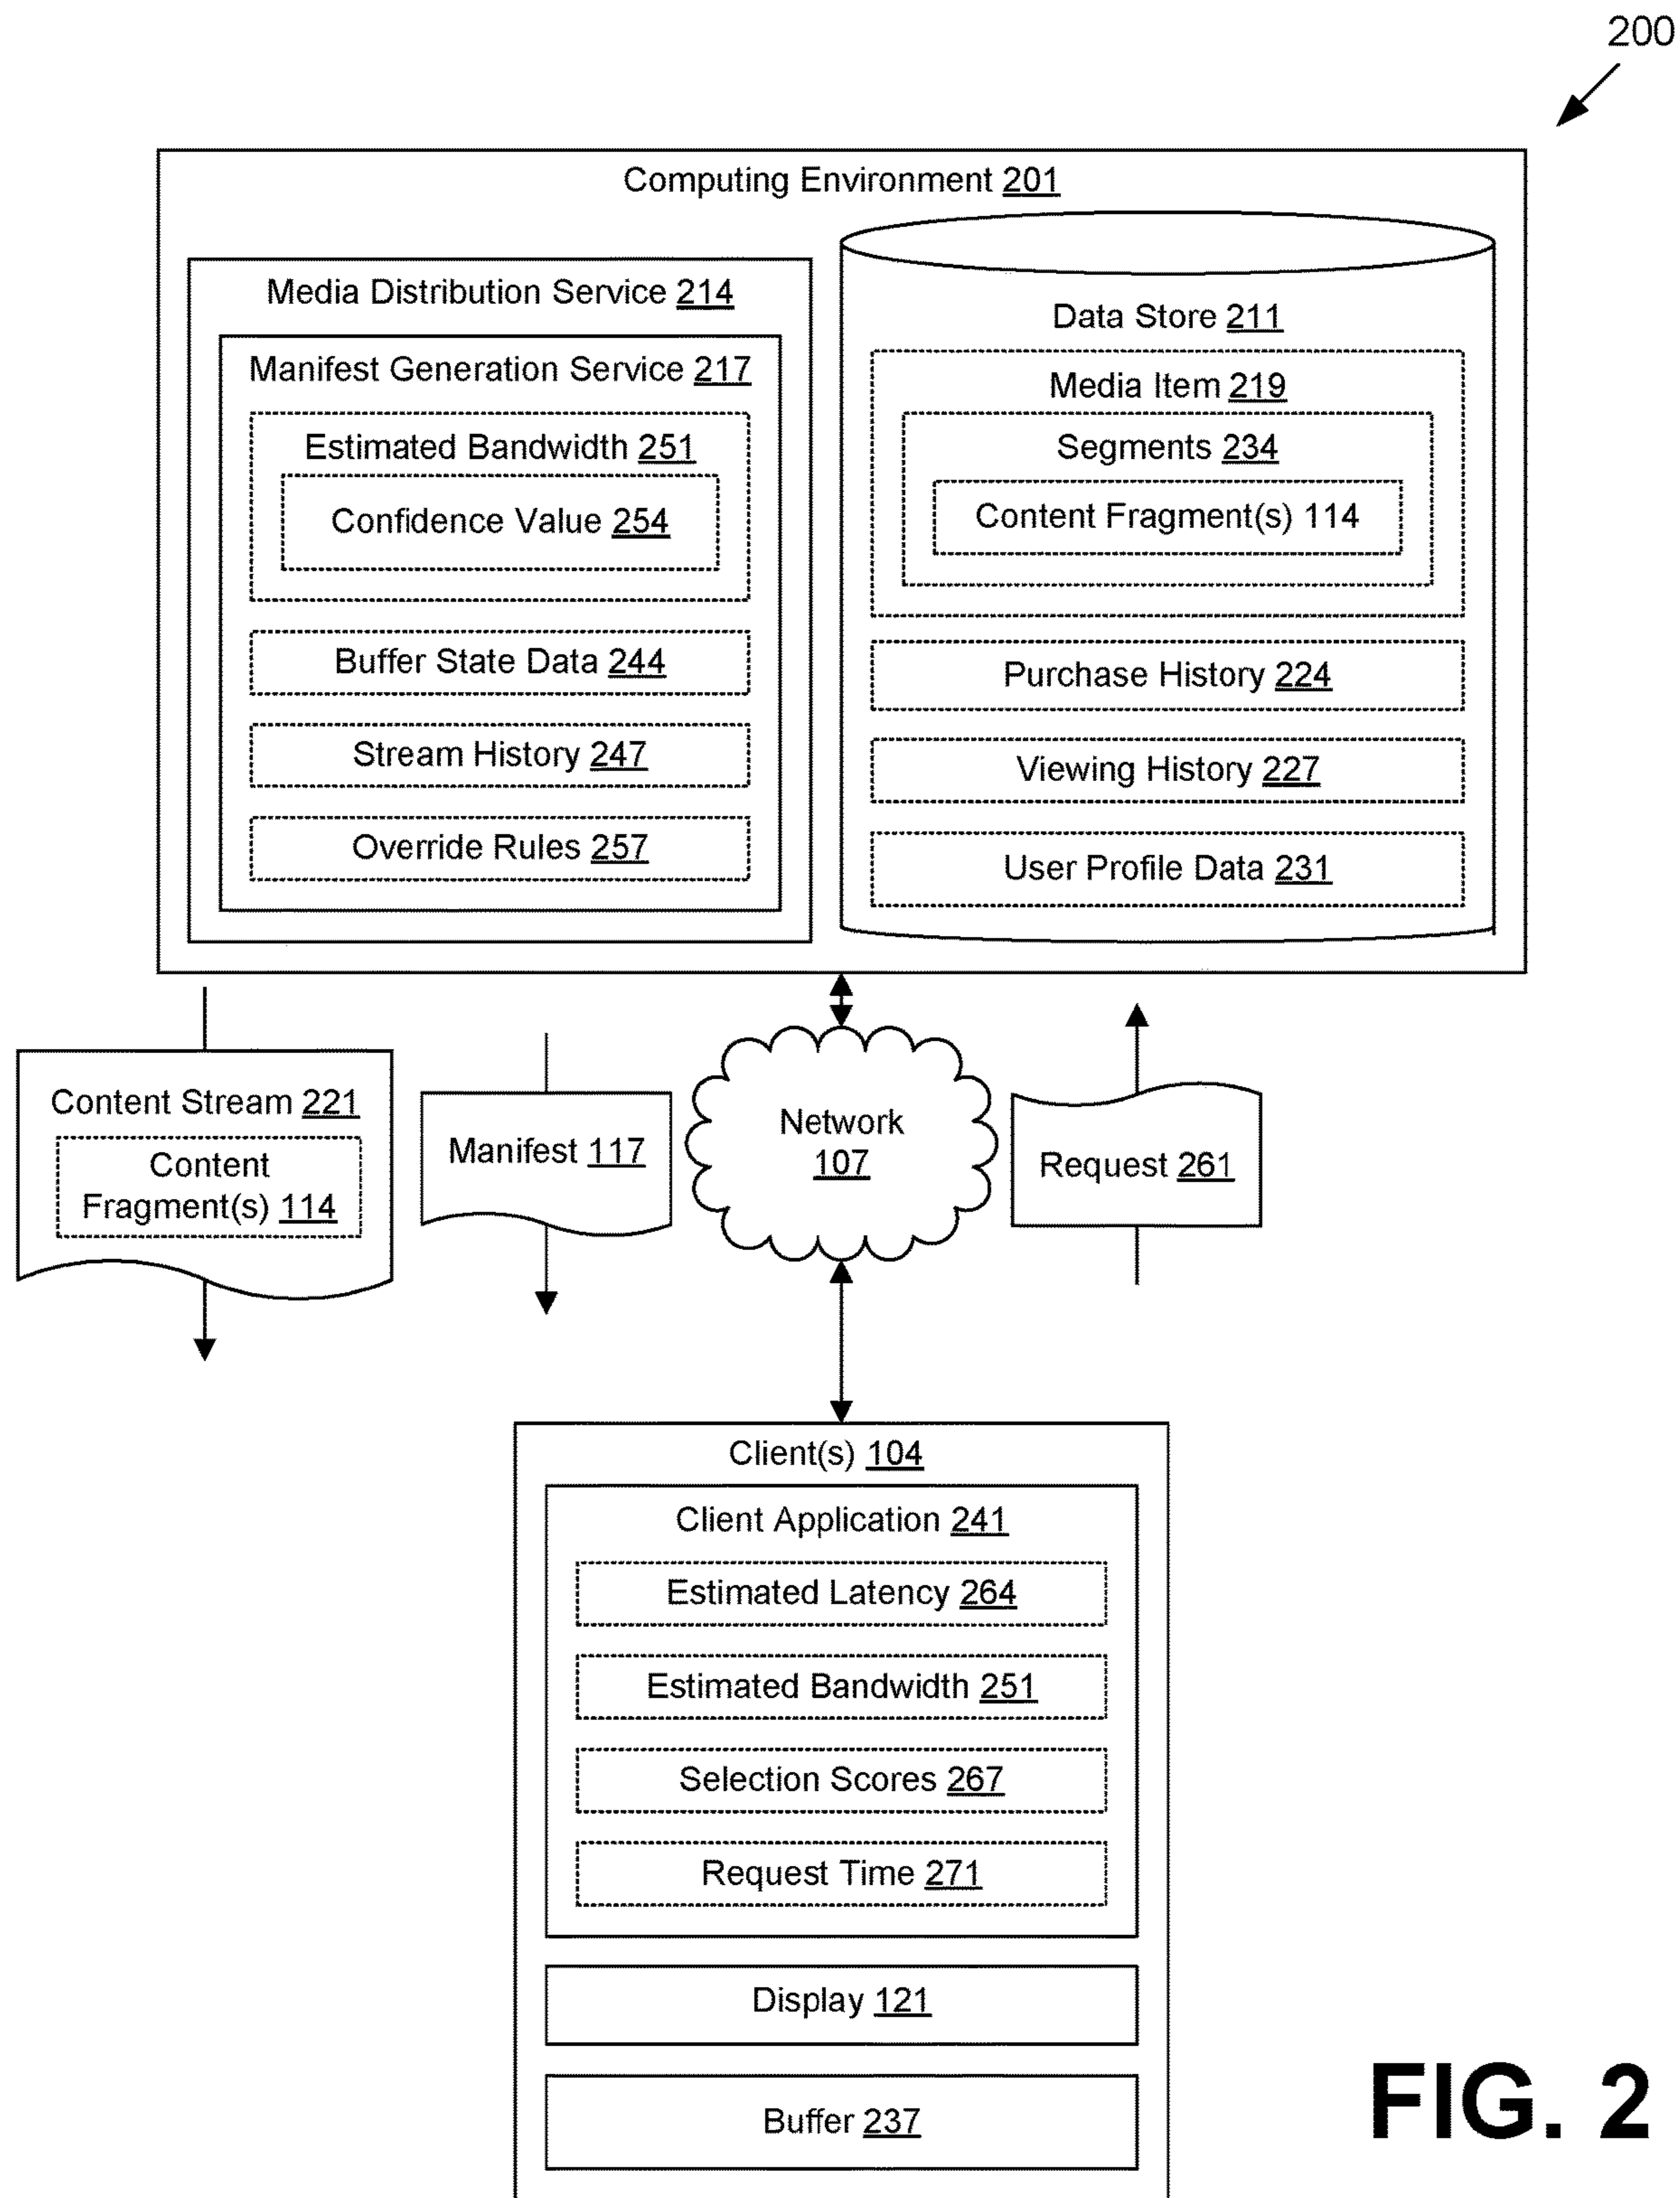 200
Computing Environment 201
Media Distribution Service 214
Manifest Generation Service 217
Estimated Bandwidth 251
Confidence Value 254
Buffer State Data 244
Stream History 247
Override Rules 257
Data Store 211
Media Item 219
Segments 234
Content Fragment(s) 114
Purchase History 224
Viewing History 227
User Profile Data 231
Content Stream 221
Content
Fragment(s) 114
Manifest 117
Network
107
Request 261
Client(s) 104
Client Application 241
Estimated Latency 264
Estimated Bandwidth 251
Selection Scores 267
Request Time 271
Display 121
Buffer 237
FIG. 2